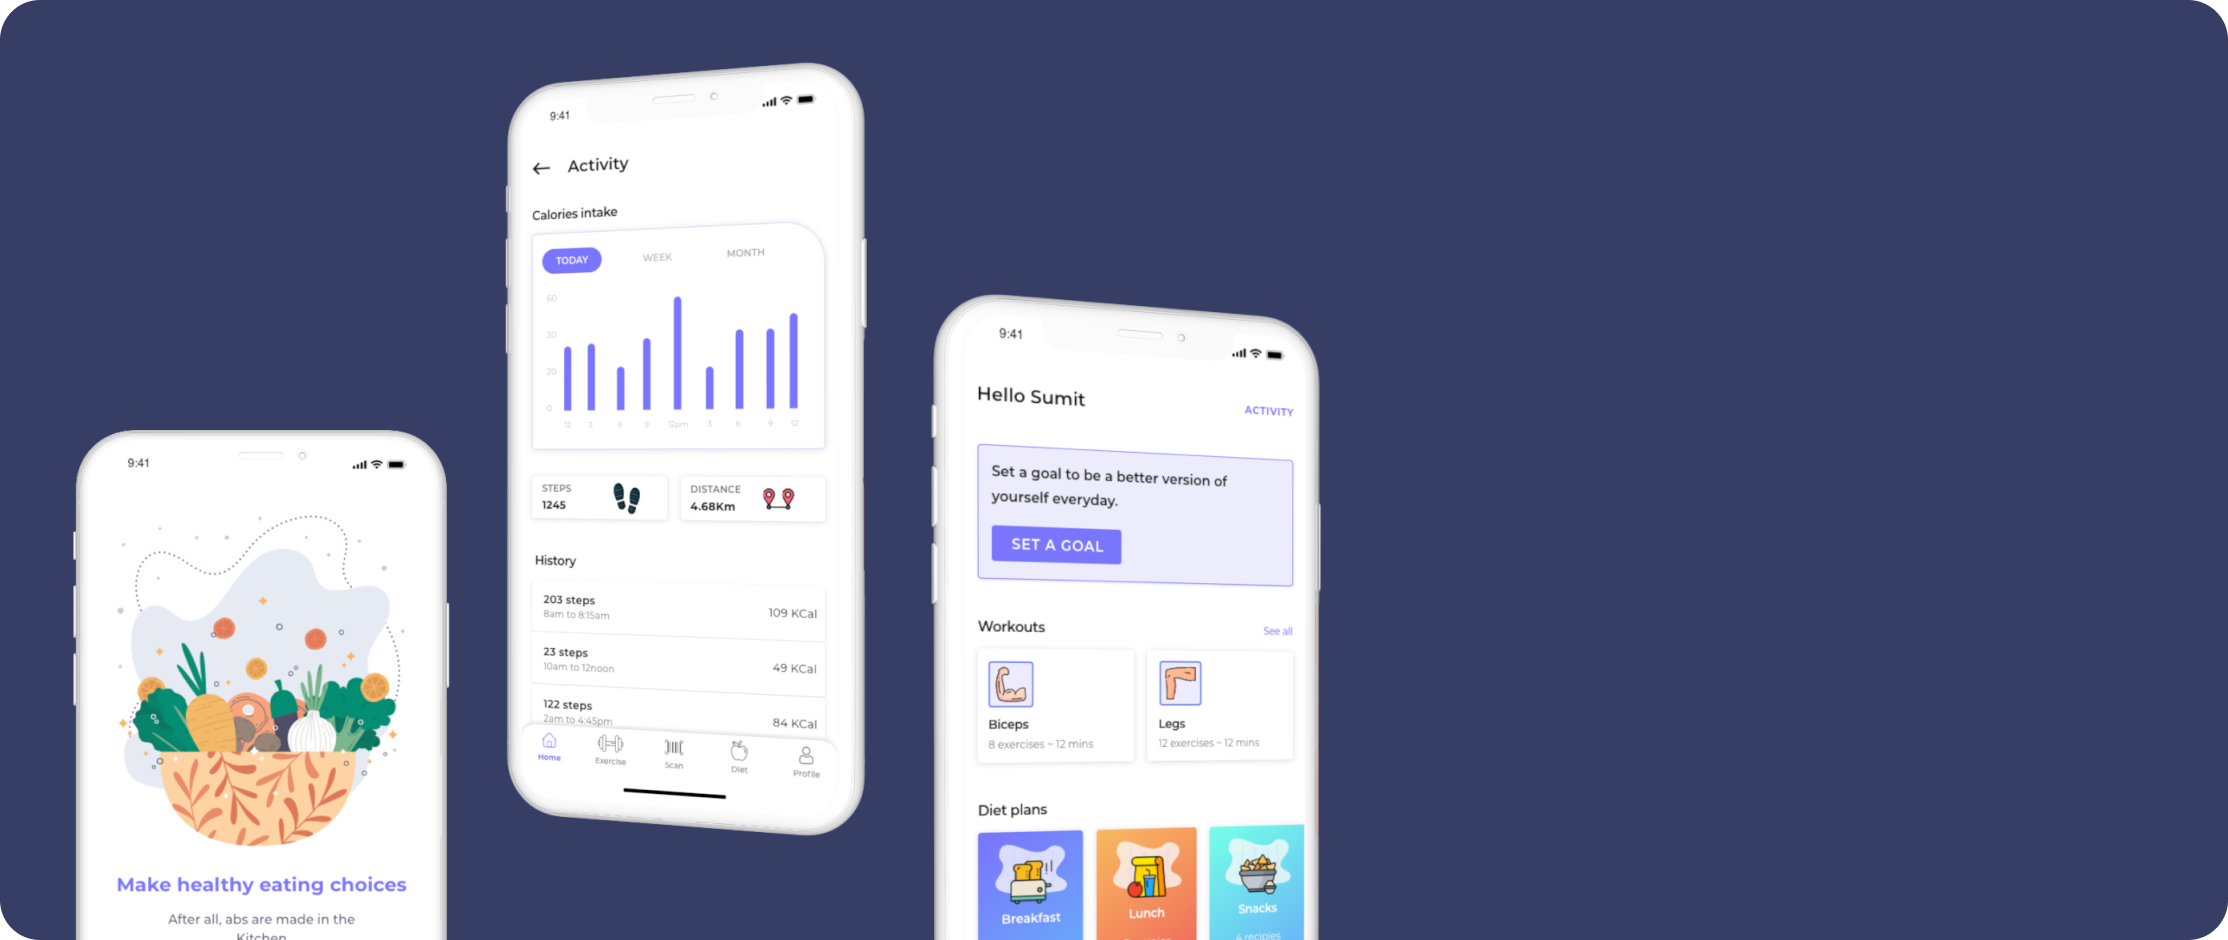 9:41
Make healthy eating choices
After all, abs are made in the
Kitchen
9:41
Activity
Calories intake
TODAY WEEK MONTH
60
30
20
0
12 3 6 9 12pm 3 6 9 12
STEPS
1245
DISTANCE
4.68Km
History
203 steps
8am to 8:15am
109 KCal
23 steps
10am to 12noon
49 KCal
122 steps
2am to 4:45pm
84 KCal
Home Exercise Scan Diet Profile
9:41
Hello Sumit
ACTIVITY
Set a goal to be a better version of
yourself everyday.
SET A GOAL
Workouts
See all
Biceps
8 exercises ~ 12 mins
Legs
12 exercises ~ 12 mins
Diet plans
Breakfast
Lunch
Snacks
4 recipies